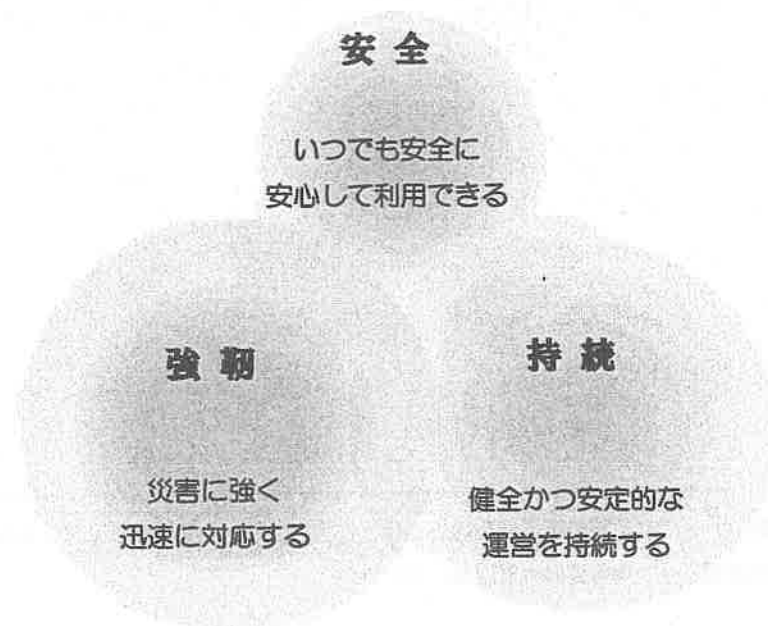 安全
いつでも安全に
安心して利用できる
強靭
災害に強く
迅速に対応する
持続
健全かつ安定的な
運営を持続する